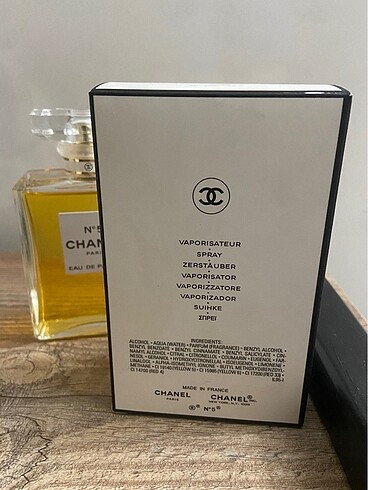 N°5
CHAN
PARI
EAU DE P
VAPORISATEUR
SPRAY
ZERSTÄUBER
VAPORISATOR
VAPORIZZATORE
VAPORIZADOR
SUIHKE
ΣΠΡΕΪ
INGREDIENTS:
ALCOHOL • AQUA (WATER) • PARFUM (FRAGRANCE) • BENZYL ALCOHOL •
BENZYL BENZOATE • BENZYL CINNAMATE • BENZYL SALICYLATE • CIN-
NAMYL ALCOHOL • CITRAL • CITRONELLOL • COUMARIN • EUGENOL • FAR-
NESOL • GERANIOL • HYDROXYCITRONELLAL • ISOEUGENOL • LIMONENE •
LINALOOL • ALPHA-ISOMETHYL IONONE • BUTYL METHOXYDIBENZOYL-
METHANE • CI 19140 (YELLOW 5) • CI 15985 (YELLOW 6) • CI 17200 (RED 33) •
CI 14700 (RED 4)
MADE IN FRANCE
CHANEL CHANEL INC.
PARIS NEW YORK, N.Y.
N°5®